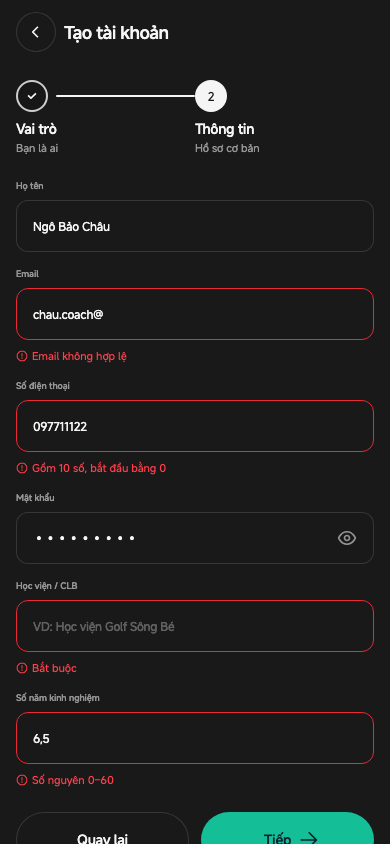 Tạo tài khoản
2
Vai trò
Thông tin
Bạn là ai
Hồ sơ cơ bản
Họ tên
Ngô Bảo Châu
Email
chau.coach@
Email không hợp lệ
Số điện thoại
097711122
Gồm 10 số, bắt đầu bằng 0
Mật khẩu
•••••••••
Học viện / CLB
VD: Học viện Golf Sông Bé
Bắt buộc
Số năm kinh nghiệm
6,5
Số nguyên 0–60
Quay lại
Tiếp